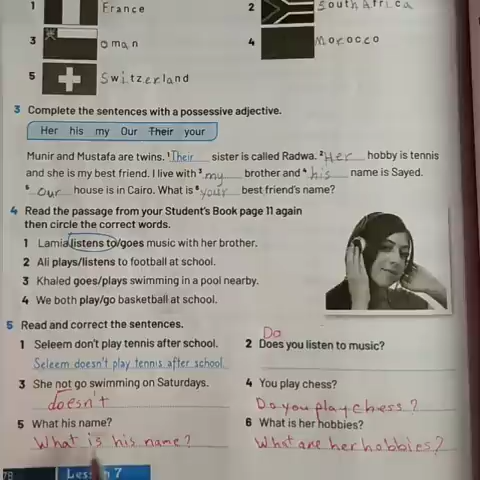 1 France
2 South Africa
3 Oman
4 Morocco
5 Switzerland
3 Complete the sentences with a possessive adjective.
Her his my Our Their your
Munir and Mustafa are twins. 1 Their sister is called Radwa. 2 Her hobby is tennis
and she is my best friend. I live with 3 my brother and 4 his name is Sayed.
5 Our house is in Cairo. What is 6 your best friend's name?
4 Read the passage from your Student's Book page 11 again
then circle the correct words.
1 Lamia listens to/goes music with her brother.
2 Ali plays/listens to football at school.
3 Khaled goes/plays swimming in a pool nearby.
4 We both play/go basketball at school.
5 Read and correct the sentences.
1 Seleem don't play tennis after school.
Seleem doesn't play tennis after school.
Do
2 Does you listen to music?
3 She not go swimming on Saturdays.
doesn't
4 You play chess?
Do you play chess?
5 What his name?
What is his name?
6 What is her hobbies?
What are her hobbies?